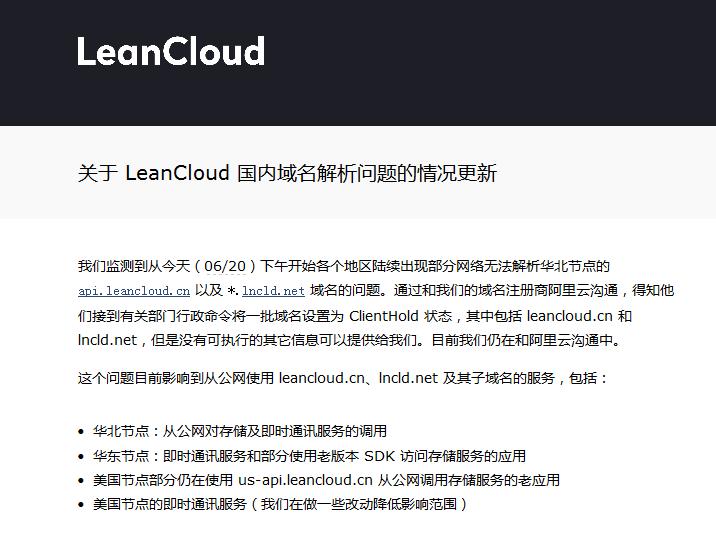 LeanCloud
关于 LeanCloud 国内域名解析问题的情况更新
我们监测到从今天（06/20）下午开始各个地区陆续出现部分网络无法解析华北节点的
api.leancloud.cn 以及 *.lncld.net 域名的问题。通过和我们的域名注册商阿里云沟通，得知他
们接到有关部门行政命令将一批域名设置为 ClientHold 状态，其中包括 leancloud.cn 和
lncld.net，但是没有可执行的其它信息可以提供给我们。目前我们仍在和阿里云沟通中。
这个问题目前影响到从公网使用 leancloud.cn、lncld.net 及其子域名的服务，包括：
• 华北节点：从公网对存储及即时通讯服务的调用
• 华东节点：即时通讯服务和部分使用老版本 SDK 访问存储服务的应用
• 美国节点部分仍在使用 us-api.leancloud.cn 从公网调用存储服务的老应用
• 美国节点的即时通讯服务（我们在做一些改动降低影响范围）